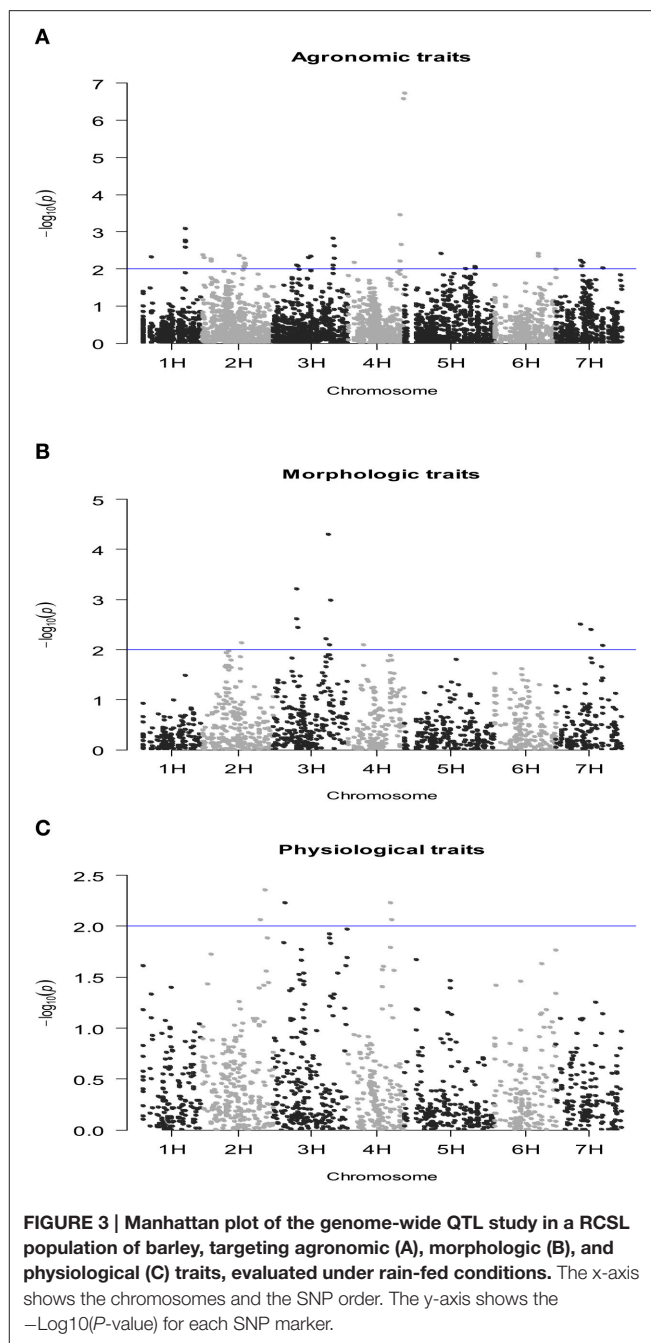 A
Agronomic traits
7
6
5
4
3
2
1
0
−log10(p)
1H 2H 3H 4H 5H 6H 7H
Chromosome
B
Morphologic traits
5
4
3
2
1
0
−log10(p)
1H 2H 3H 4H 5H 6H 7H
Chromosome
C
Physiological traits
2.5
2.0
1.5
1.0
0.5
0.0
−log10(p)
1H 2H 3H 4H 5H 6H 7H
Chromosome
FIGURE 3 | Manhattan plot of the genome-wide QTL study in a RCSL
population of barley, targeting agronomic (A), morphologic (B), and
physiological (C) traits, evaluated under rain-fed conditions. The x-axis
shows the chromosomes and the SNP order. The y-axis shows the
−Log10(P-value) for each SNP marker.